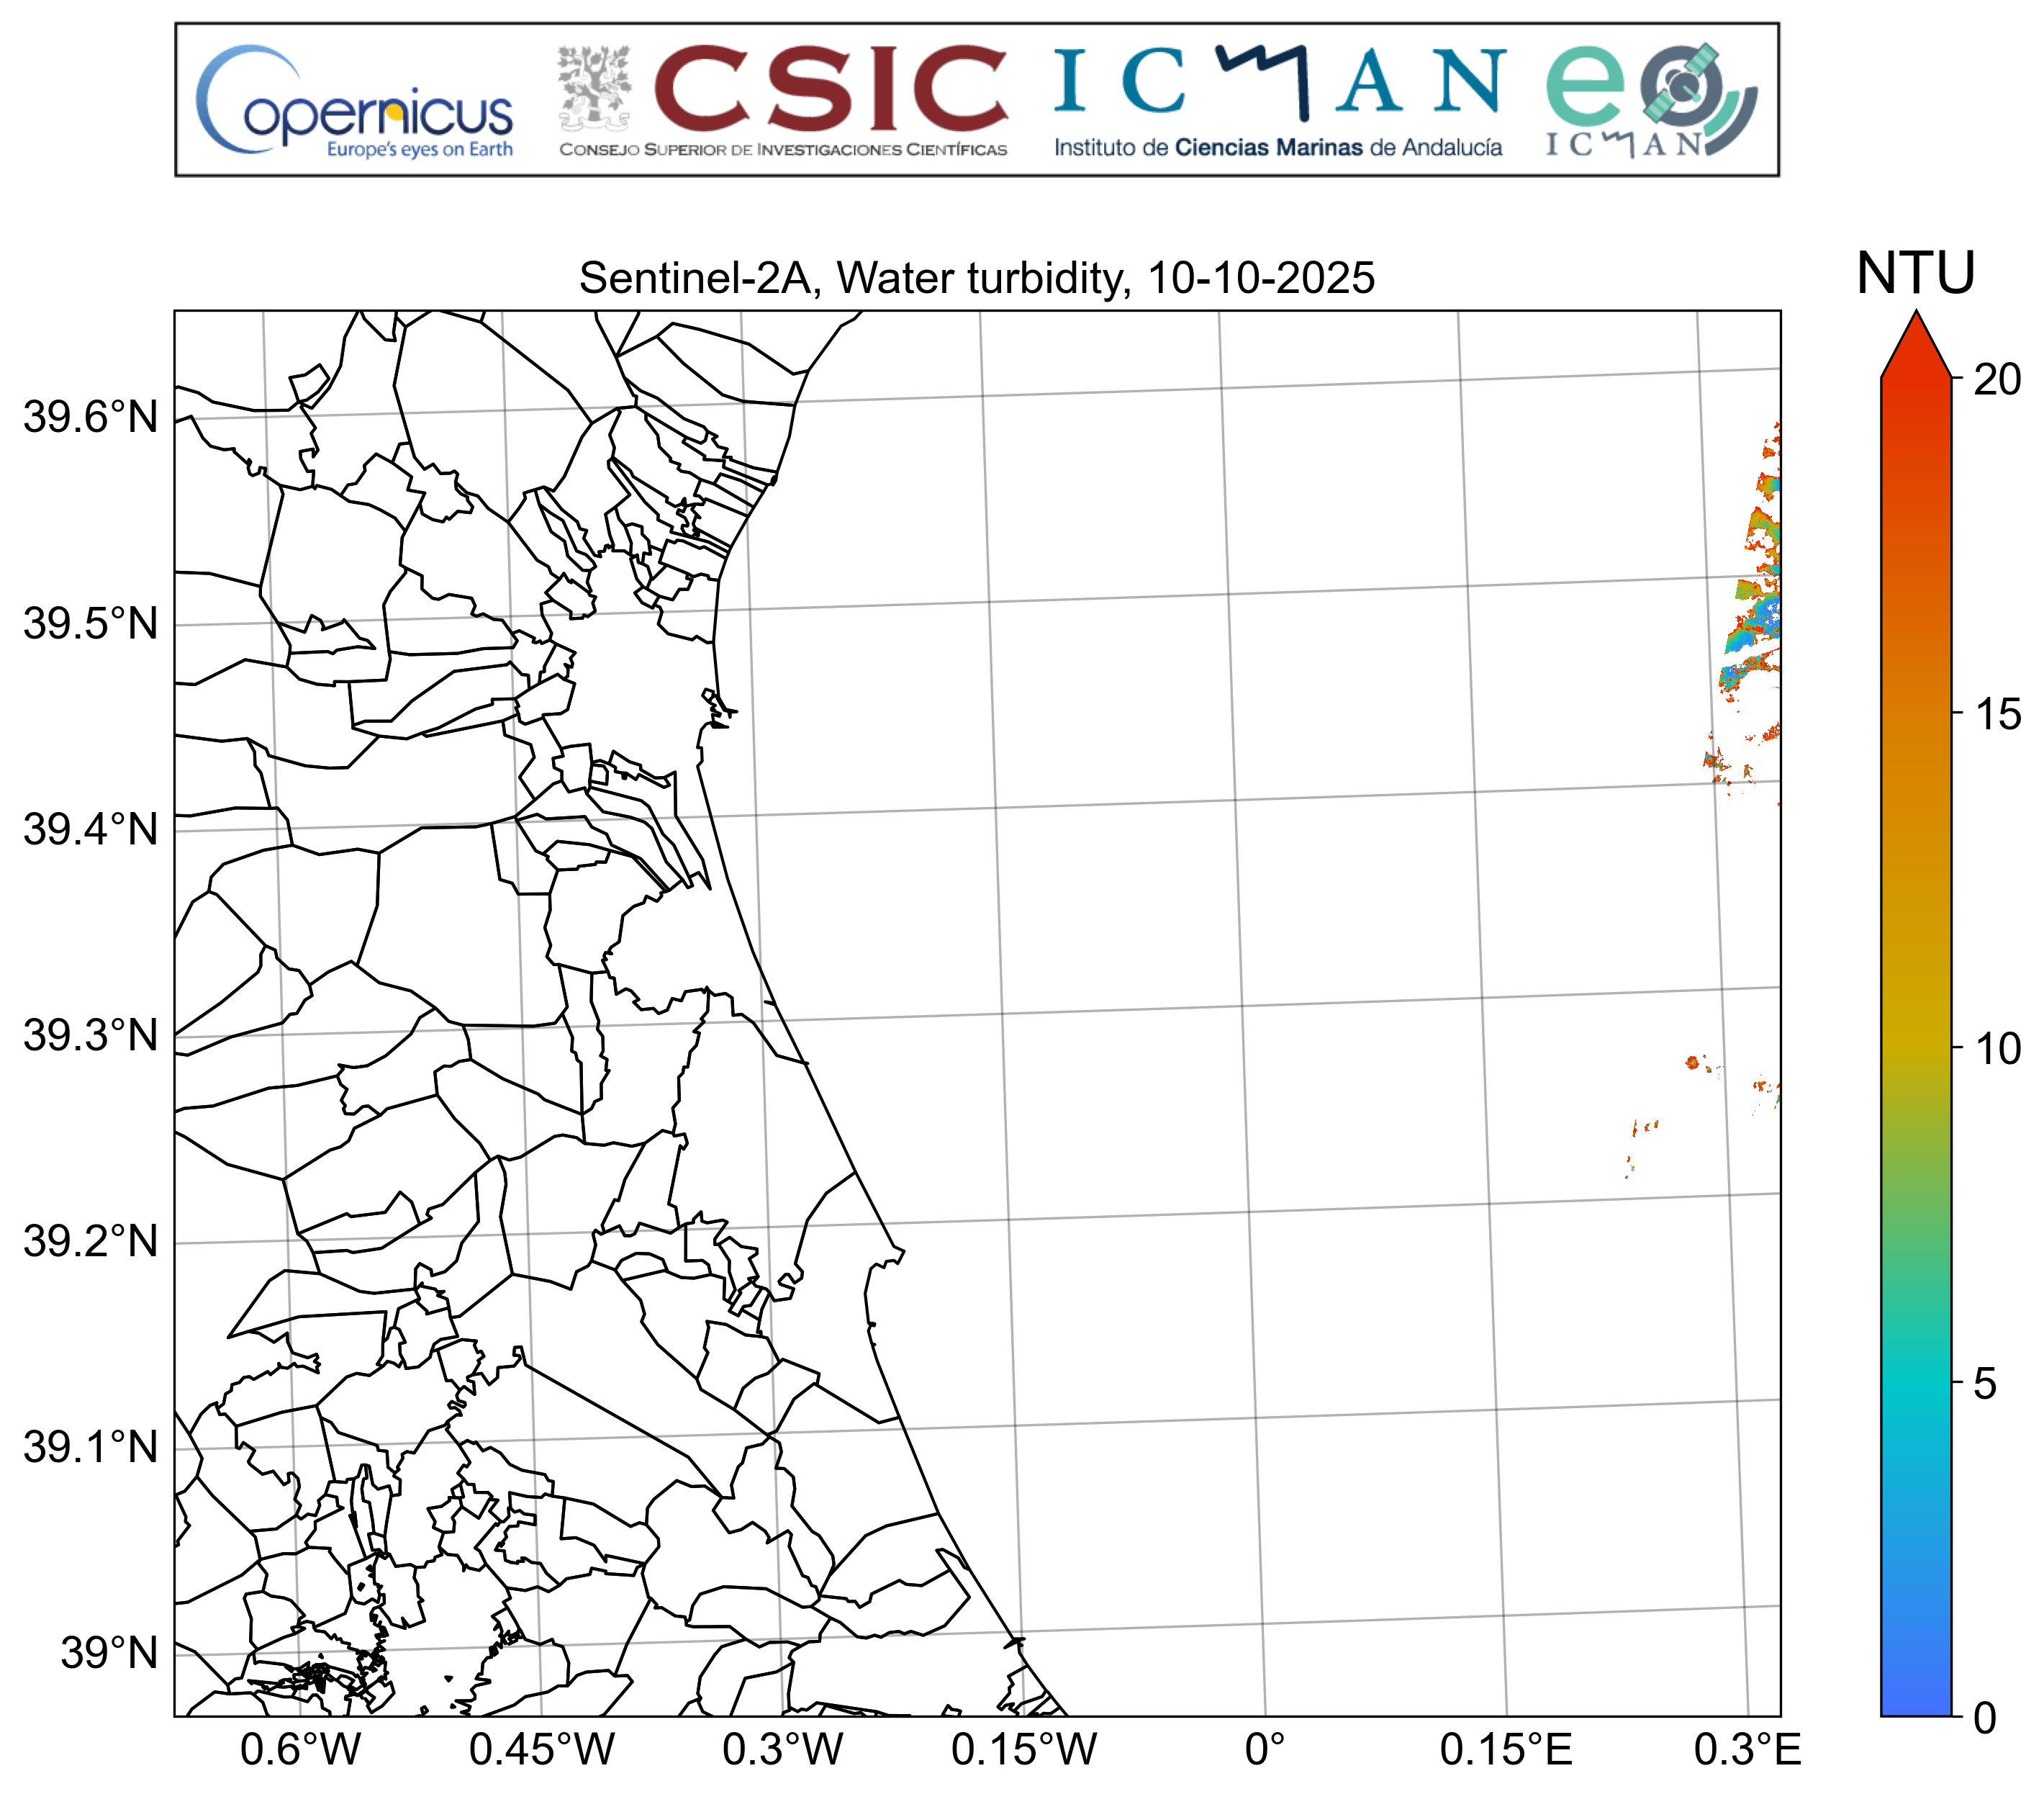 Copernicus
Europe's eyes on Earth
CSIC
CONSEJO SUPERIOR DE INVESTIGACIONES CIENTÍFICAS
ICMAN
Instituto de Ciencias Marinas de Andalucía
eo
ICMAN
Sentinel-2A, Water turbidity, 10-10-2025
NTU
20
15
10
5
0
39.6°N
39.5°N
39.4°N
39.3°N
39.2°N
39.1°N
39°N
0.6°W 0.45°W 0.3°W 0.15°W 0° 0.15°E 0.3°E